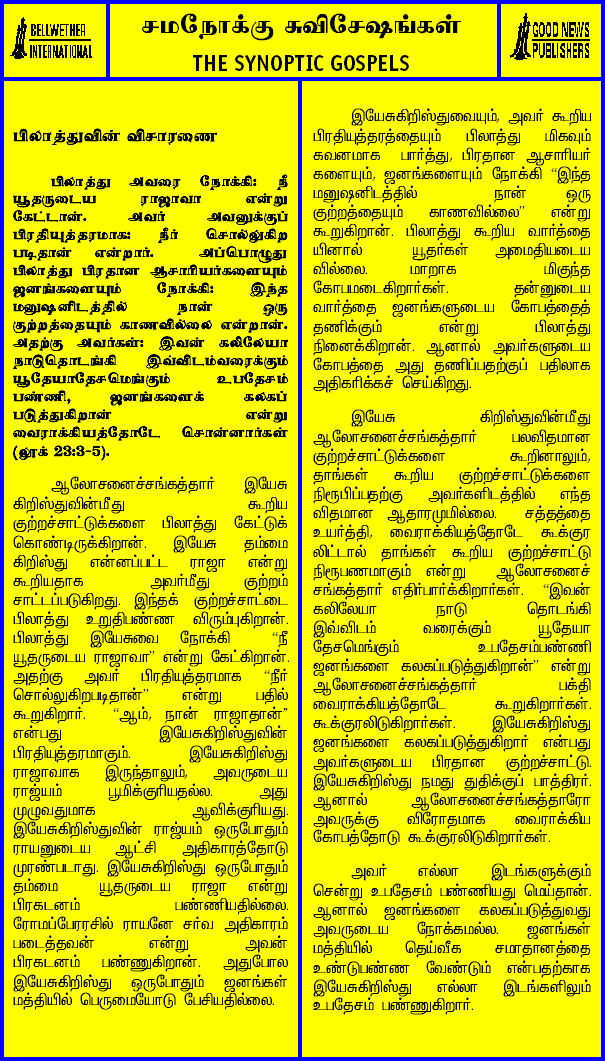 BELLWETHER
INTERNATIONAL
சமநோக்கு சுவிசேஷங்கள்
THE SYNOPTIC GOSPELS
GOOD NEWS
PUBLISHERS
பிலாத்துவின் விசாரணை
பிலாத்து அவரை நோக்கி: நீ
யூதருடைய ராஜாவா என்று
கேட்டான். அவர் அவனுக்குப்
பிரதியுத்தரமாக: நீர் சொல்லுகிற
படிதான் என்றார். அப்பொழுது
பிலாத்து பிரதான ஆசாரியர்களையும்
ஜனங்களையும் நோக்கி: இந்த
மனுஷனிடத்தில் நான் ஒரு
குற்றத்தையும் காணவில்லை என்றான்.
அதற்கு அவர்கள்: இவன் கலிலேயா
நாடுதொடங்கி இவ்விடம்வரைக்கும்
யூதேயாதேசமெங்கும் உபதேசம்
பண்ணி, ஜனங்களைக் கலகப்
படுத்துகிறான் என்று
வைராக்கியத்தோடே சொன்னார்கள்
(லூக் 23:3-5).
ஆலோசனைச்சங்கத்தார் இயேசு
கிறிஸ்துவின்மீது கூறிய
குற்றச்சாட்டுக்களை பிலாத்து கேட்டுக்
கொண்டிருக்கிறான். இயேசு தம்மை
கிறிஸ்து என்னப்பட்ட ராஜா என்று
கூறியதாக அவர்மீது குற்றம்
சாட்டப்படுகிறது. இந்தக் குற்றச்சாட்டை
பிலாத்து உறுதிபண்ண விரும்புகிறான்.
பிலாத்து இயேசுவை நோக்கி “நீ
யூதருடைய ராஜாவா” என்று கேட்கிறான்.
அதற்கு அவர் பிரதியுத்தரமாக “நீர்
சொல்லுகிறபடிதான்” என்று பதில்
கூறுகிறார். “ஆம், நான் ராஜாதான்”
என்பது இயேசுகிறிஸ்துவின்
பிரதியுத்தரமாகும். இயேசுகிறிஸ்து
ராஜாவாக இருந்தாலும், அவருடைய
ராஜ்யம் பூமிக்குரியதல்ல. அது
முழுவதுமாக ஆவிக்குரியது.
இயேசுகிறிஸ்துவின் ராஜ்யம் ஒருபோதும்
ராயனுடைய ஆட்சி அதிகாரத்தோடு
முரண்படாது. இயேசுகிறிஸ்து ஒருபோதும்
தம்மை யூதருடைய ராஜா என்று
பிரகடனம் பண்ணியதில்லை.
ரோமப்பேரரசில் ராயனே சர்வ அதிகாரம்
படைத்தவன் என்று அவன்
பிரகடனம் பண்ணுகிறான். அதுபோல
இயேசுகிறிஸ்து ஒருபோதும் ஜனங்கள்
மத்தியில் பெருமையோடு பேசியதில்லை.
இயேசுகிறிஸ்துவையும், அவர் கூறிய
பிரதியுத்தரத்தையும் பிலாத்து மிகவும்
கவனமாக பார்த்து, பிரதான ஆசாரியர்
களையும், ஜனங்களையும் நோக்கி “இந்த
மனுஷனிடத்தில் நான் ஒரு
குற்றத்தையும் காணவில்லை” என்று
கூறுகிறான். பிலாத்து கூறிய வார்த்தை
யினால் யூதர்கள் அமைதியடைய
வில்லை. மாறாக மிகுந்த
கோபமடைகிறார்கள். தன்னுடைய
வார்த்தை ஜனங்களுடைய கோபத்தைத்
தணிக்கும் என்று பிலாத்து
நினைக்கிறான். ஆனால் அவர்களுடைய
கோபத்தை அது தணிப்பதற்குப் பதிலாக
அதிகரிக்கச் செய்கிறது.
இயேசு கிறிஸ்துவின்மீது
ஆலோசனைச்சங்கத்தார் பலவிதமான
குற்றச்சாட்டுக்களை கூறினாலும்,
தாங்கள் கூறிய குற்றச்சாட்டுக்களை
நிரூபிப்பதற்கு அவர்களிடத்தில் எந்த
விதமான ஆதாரமுமில்லை. சத்தத்தை
உயர்த்தி, வைராக்கியத்தோடே கூக்குர
லிட்டால் தாங்கள் கூறிய குற்றச்சாட்டு
நிரூபணமாகும் என்று ஆலோசனைச்
சங்கத்தார் எதிர்பார்க்கிறார்கள். “இவன்
கலிலேயா நாடு தொடங்கி
இவ்விடம் வரைக்கும் யூதேயா
தேசமெங்கும் உபதேசம்பண்ணி
ஜனங்களை கலகப்படுத்துகிறான்” என்று
ஆலோசனைச்சங்கத்தார் பக்தி
வைராக்கியத்தோடே கூறுகிறார்கள்.
கூக்குரலிடுகிறார்கள். இயேசுகிறிஸ்து
ஜனங்களை கலகப்படுத்துகிறார் என்பது
அவர்களுடைய பிரதான குற்றச்சாட்டு.
இயேசுகிறிஸ்து நமது துதிக்குப் பாத்திரர்.
ஆனால் ஆலோசனைச்சங்கத்தாரோ
அவருக்கு விரோதமாக வைராக்கிய
கோபத்தோடு கூக்குரலிடுகிறார்கள்.
அவர் எல்லா இடங்களுக்கும்
சென்று உபதேசம் பண்ணியது மெய்தான்.
ஆனால் ஜனங்களை கலகப்படுத்துவது
அவருடைய நோக்கமல்ல. ஜனங்கள்
மத்தியில் தெய்வீக சமாதானத்தை
உண்டுபண்ண வேண்டும் என்பதற்காக
இயேசுகிறிஸ்து எல்லா இடங்களிலும்
உபதேசம் பண்ணுகிறார்.